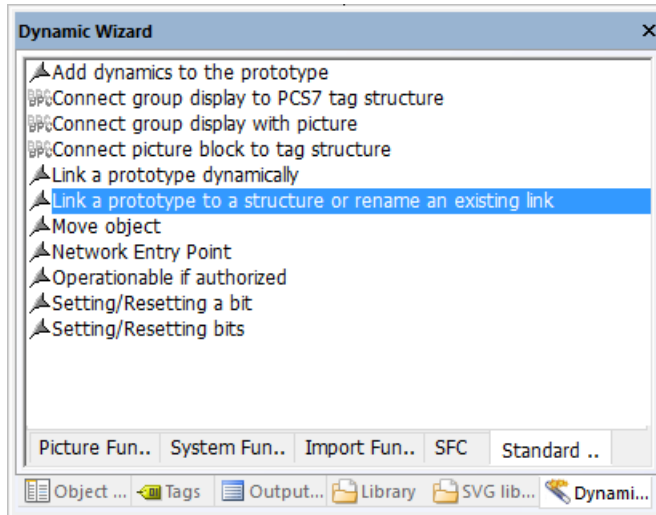 Dynamic Wizard
Add dynamics to the prototype
Connect group display to PCS7 tag structure
Connect group display with picture
Connect picture block to tag structure
Link a prototype dynamically
Link a prototype to a structure or rename an existing link
Move object
Network Entry Point
Operationable if authorized
Setting/Resetting a bit
Setting/Resetting bits
Picture Fun.. System Fun.. Import Fun.. SFC Standard ..
Object ... Tags Output... Library SVG lib... Dynami...